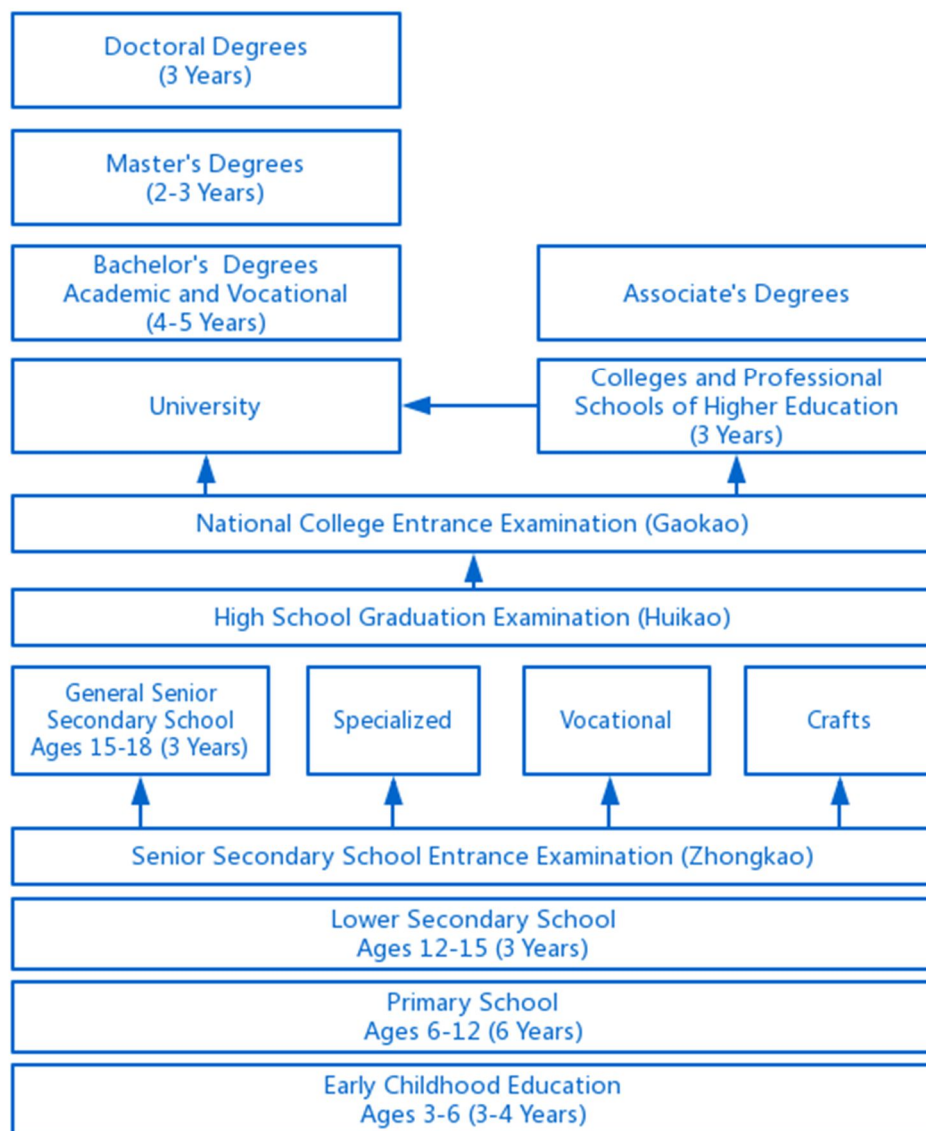 Doctoral Degrees
(3 Years)
Master's Degrees
(2-3 Years)
Bachelor's Degrees
Academic and Vocational
(4-5 Years)
Associate's Degrees
University
Colleges and Professional
Schools of Higher Education
(3 Years)
National College Entrance Examination (Gaokao)
High School Graduation Examination (Huikao)
General Senior
Secondary School
Ages 15-18 (3 Years)
Specialized
Vocational
Crafts
Senior Secondary School Entrance Examination (Zhongkao)
Lower Secondary School
Ages 12-15 (3 Years)
Primary School
Ages 6-12 (6 Years)
Early Childhood Education
Ages 3-6 (3-4 Years)